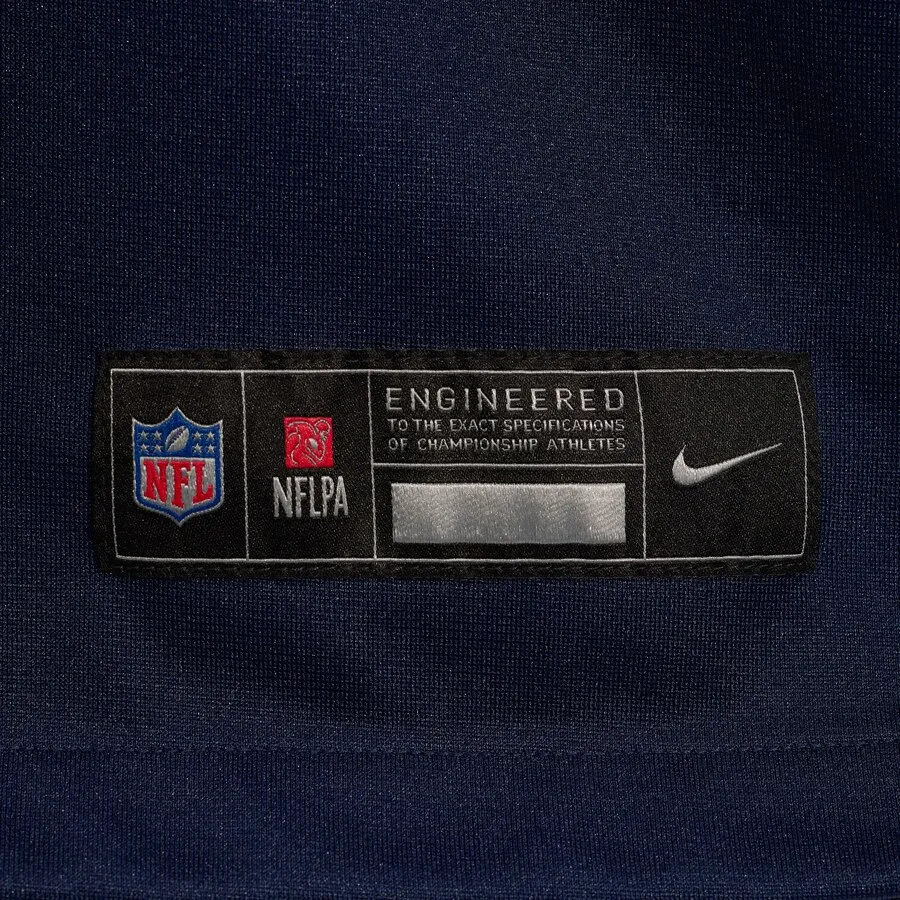 NFL
NFLPA
ENGINEERED
TO THE EXACT SPECIFICATIONS
OF CHAMPIONSHIP ATHLETES